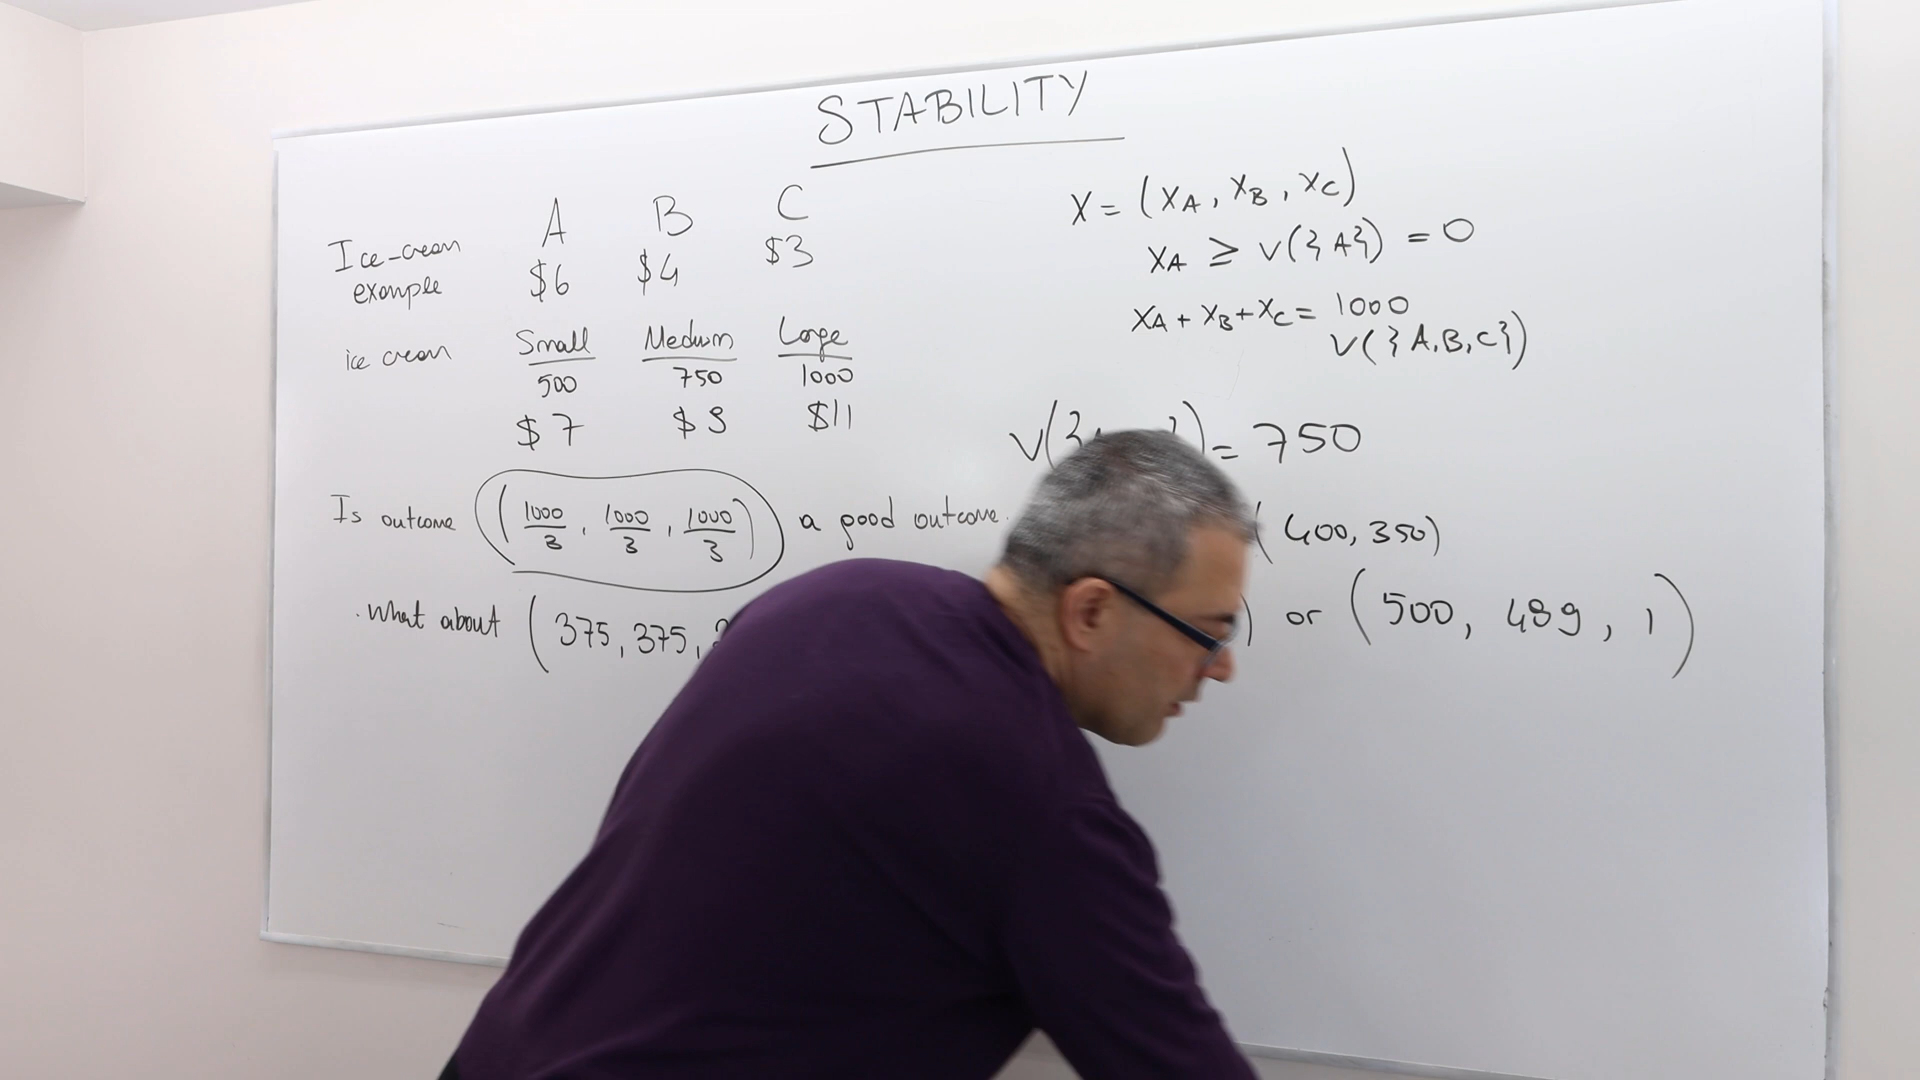 STABILITY
A B C
Ice-cream example
$6 $4 $3
ice cream
Small Medium Large
500 750 1000
$7 $9 $11
Is outcome (1000/3, 1000/3, 1000/3) a good outcome.
.What about (375, 375,
X = (xA, xB, xC)
xA ≥ v({A}) = 0
xA + xB + xC = 1000
v({A,B,C})
v({ }) = 750
(400, 350)
) or (500, 499, 1)